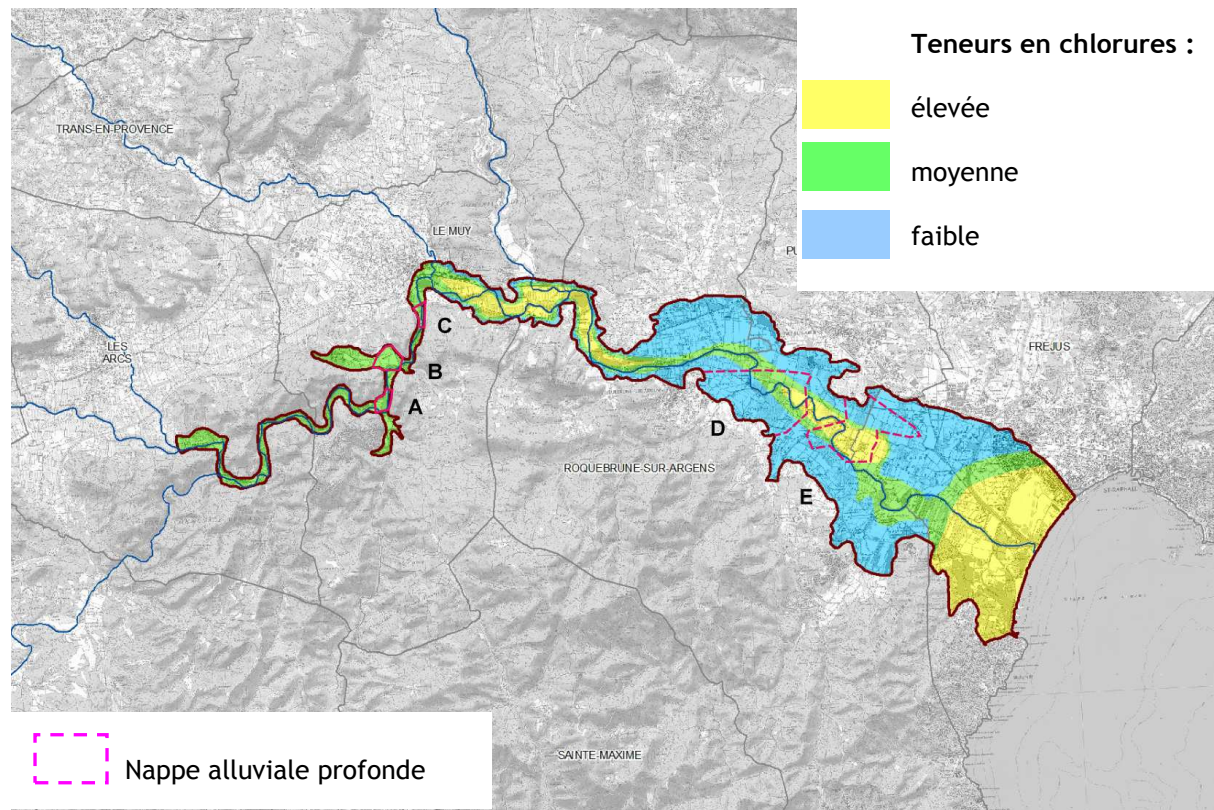 Teneurs en chlorures :
élevée
moyenne
faible
TRANS-EN-PROVENCE
LE MUY
PU
LES
ARCS
C
B
A
FREJUS
D
ROQUEBRUNE-SUR-ARGENS
E
SAINTE-MAXIME
Nappe alluviale profonde